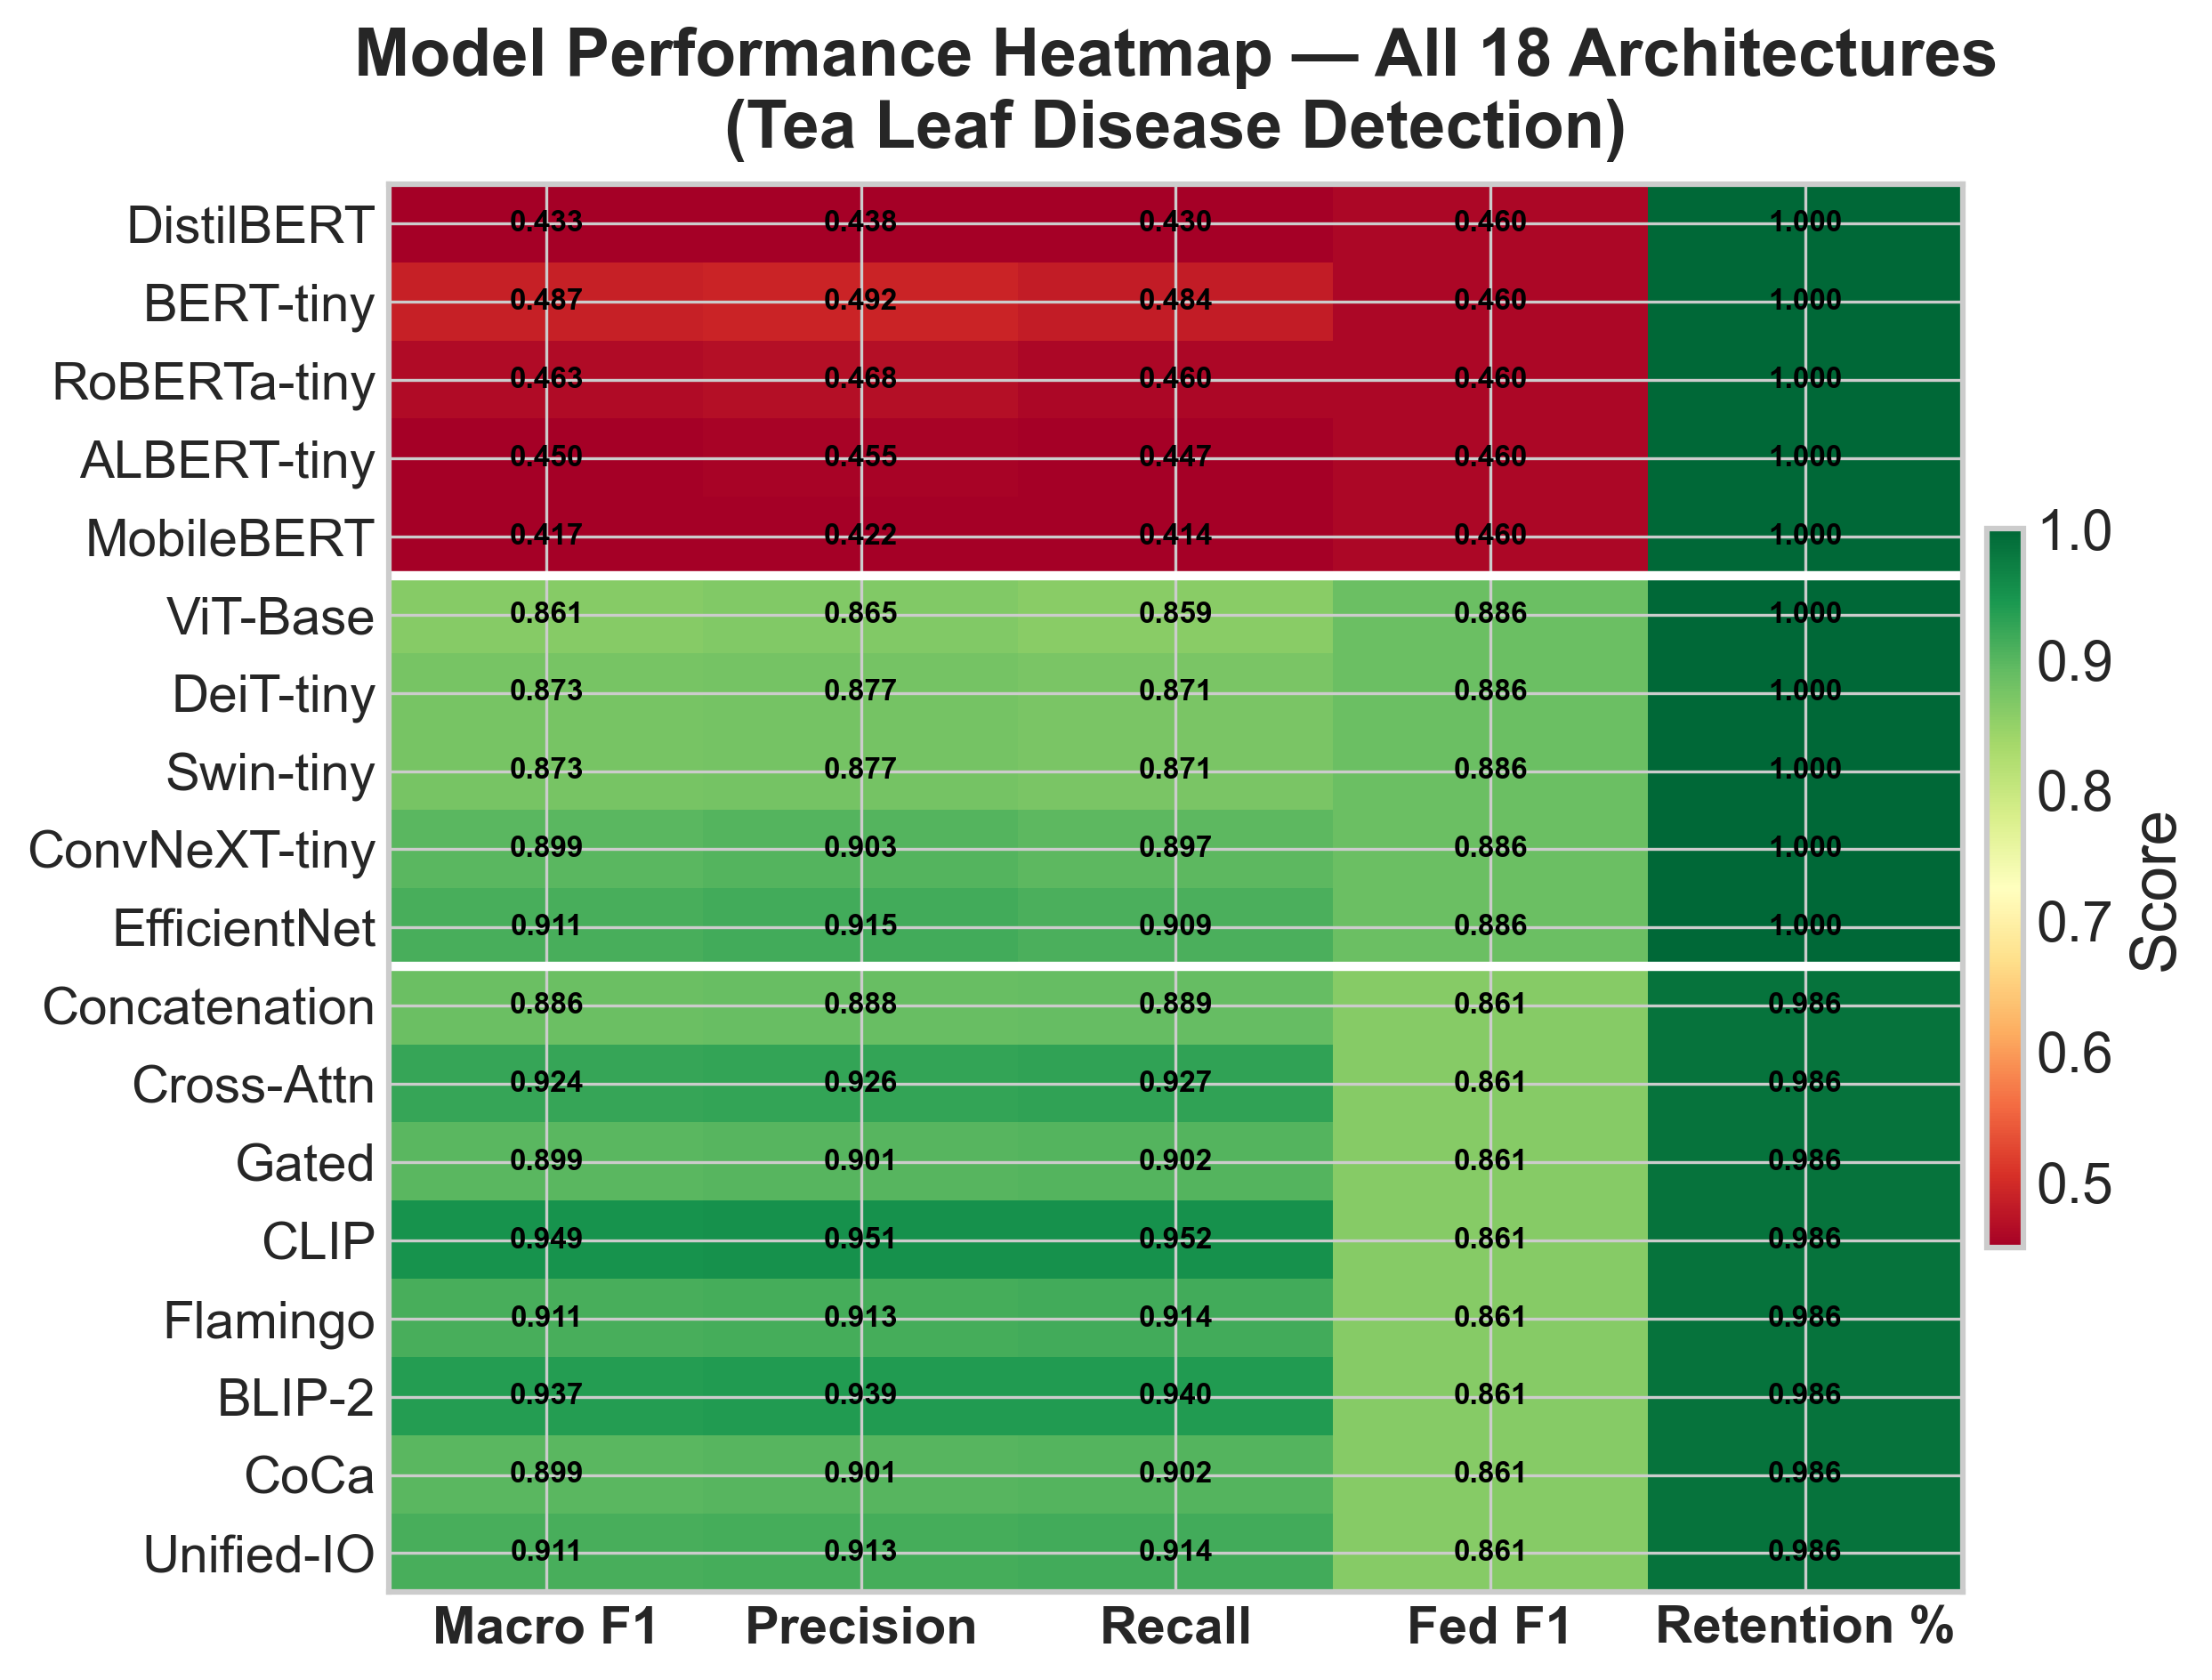 Model Performance Heatmap — All 18 Architectures
(Tea Leaf Disease Detection)
DistilBERT 0.433 0.438 0.430 0.460 1.000
BERT-tiny 0.487 0.492 0.484 0.460 1.000
RoBERTa-tiny 0.463 0.468 0.460 0.460 1.000
ALBERT-tiny 0.450 0.455 0.447 0.460 1.000
MobileBERT 0.417 0.422 0.414 0.460 1.000
ViT-Base 0.861 0.865 0.859 0.886 1.000
DeiT-tiny 0.873 0.877 0.871 0.886 1.000
Swin-tiny 0.873 0.877 0.871 0.886 1.000
ConvNeXT-tiny 0.899 0.903 0.897 0.886 1.000
EfficientNet 0.911 0.915 0.909 0.886 1.000
Concatenation 0.886 0.888 0.889 0.861 0.986
Cross-Attn 0.924 0.926 0.927 0.861 0.986
Gated 0.899 0.901 0.902 0.861 0.986
CLIP 0.949 0.951 0.952 0.861 0.986
Flamingo 0.911 0.913 0.914 0.861 0.986
BLIP-2 0.937 0.939 0.940 0.861 0.986
CoCa 0.899 0.901 0.902 0.861 0.986
Unified-IO 0.911 0.913 0.914 0.861 0.986
Macro F1 Precision Recall Fed F1 Retention %
1.0
0.9
0.8
0.7
0.6
0.5
Score